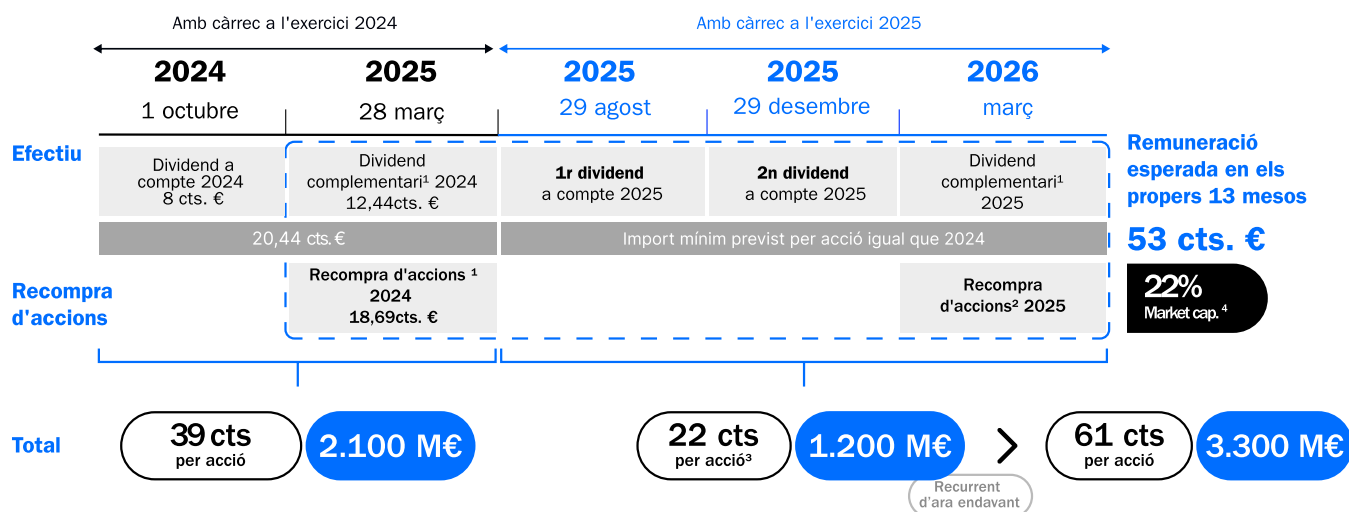 Amb càrrec a l'exercici 2024
Amb càrrec a l'exercici 2025
2024
2025
2025
2025
2026
1 octubre
28 març
29 agost
29 desembre
març
Efectiu
Dividend a
compte 2024
8 cts. €
Dividend
complementari¹ 2024
12,44cts. €
1r dividend
a compte 2025
2n dividend
a compte 2025
Dividend
complementari¹
2025
Remuneració
esperada en els
propers 13 mesos
53 cts. €
20,44 cts. €
Import mínim previst per acció igual que 2024
Recompra
d'accions
Recompra d'accions ¹
2024
18,69cts. €
Recompra
d'accions² 2025
22%
Market cap. ⁴
Total
39 cts
per acció
2.100 M€
22 cts
per acció³
1.200 M€
Recurrent
d'ara endavant
61 cts
per acció
3.300 M€